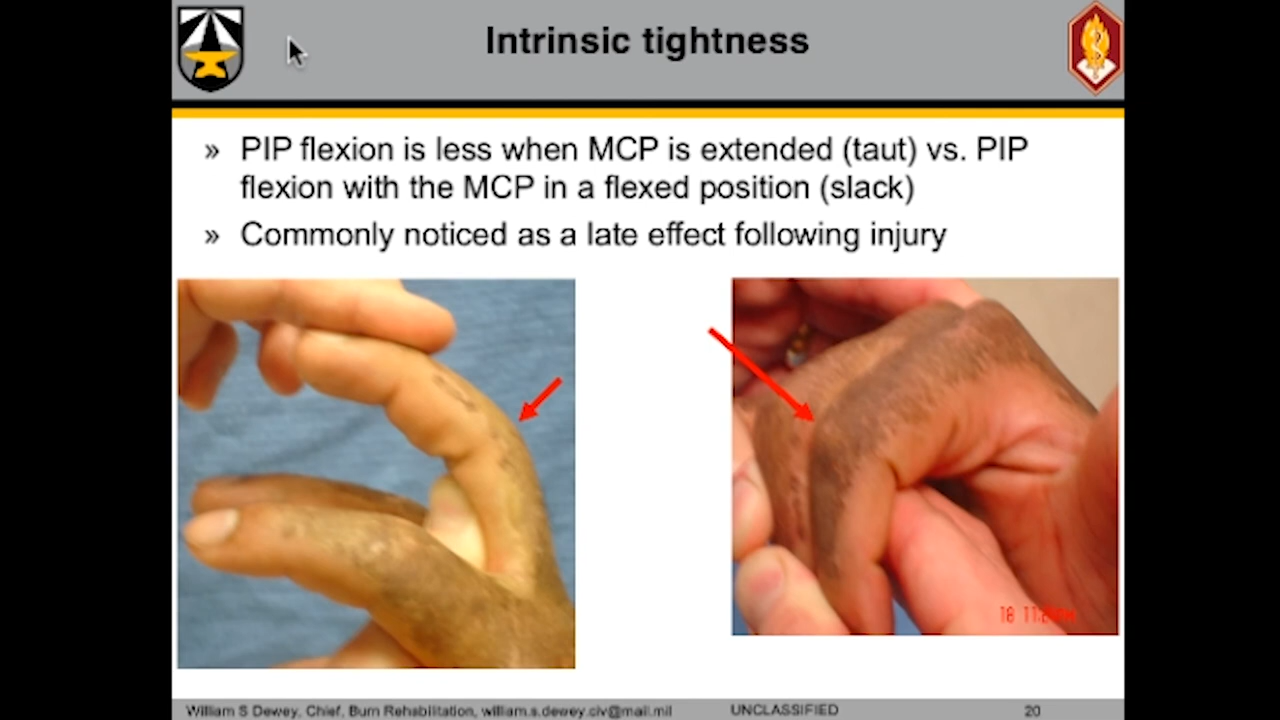 Intrinsic tightness
» PIP flexion is less when MCP is extended (taut) vs. PIP
flexion with the MCP in a flexed position (slack)
» Commonly noticed as a late effect following injury
William S Dewey, Chief, Burn Rehabilitation, william.s.dewey.civ@mail.mil
UNCLASSIFIED
20